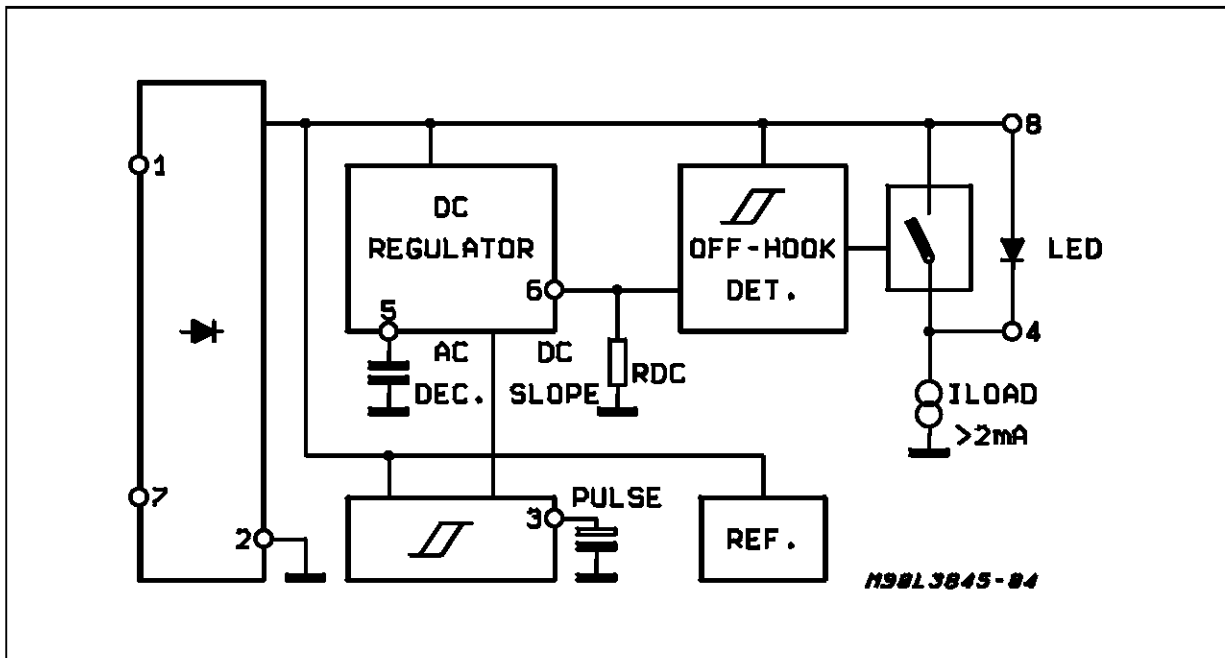 8
1
DC
REGULATOR
OFF-HOOK
DET.
LED
6
5
4
AC
DEC.
DC
SLOPE
RDC
ILOAD
>2mA
7
2
3
PULSE
REF.
M90L3845-04